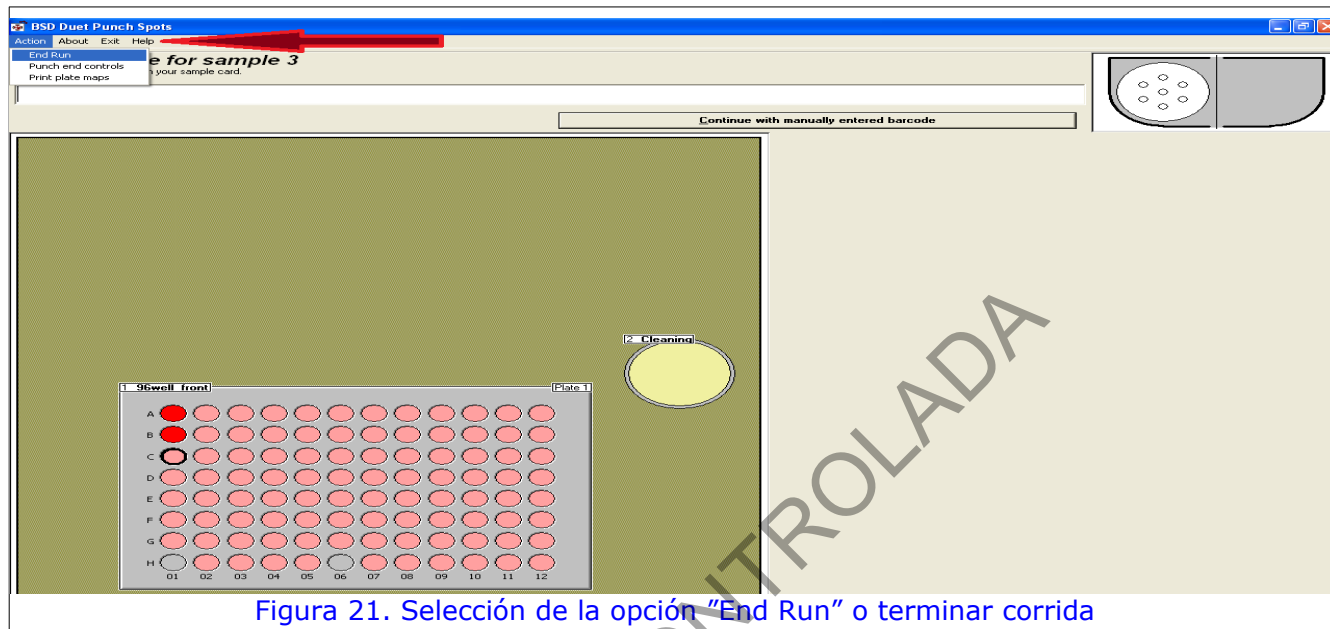 BSD Duet Punch Spots
Action About Exit Help
End Run
Punch end controls
Print plate maps
e for sample 3
your sample card.
Continue with manually entered barcode
2 Cleaning
1 96well front Plate 1
A
B
C
D
E
F
G
H
01 02 03 04 05 06 07 08 09 10 11 12
NTROLADA
Figura 21. Selección de la opción "End Run" o terminar corrida